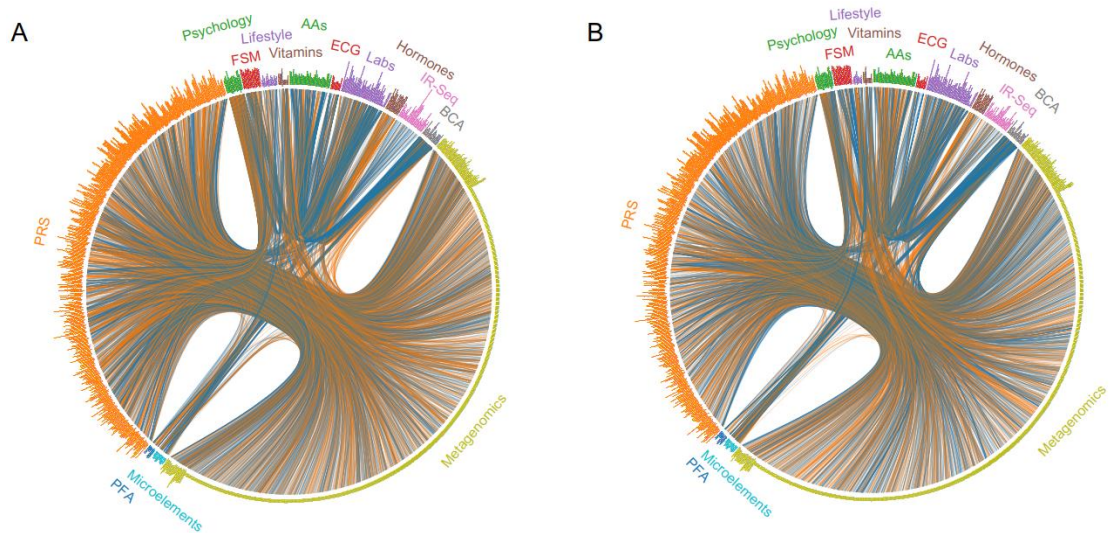 A
Psychology
Lifestyle
AAs
FSM
Vitamins
ECG
Labs
Hormones
IR-Seq
BCA
PRS
Metagenomics
Microelements
PFA
B
Lifestyle
Psychology
Vitamins
FSM
AAs
ECG
Labs
Hormones
IR-Seq
BCA
PRS
Metagenomics
Microelements
PFA